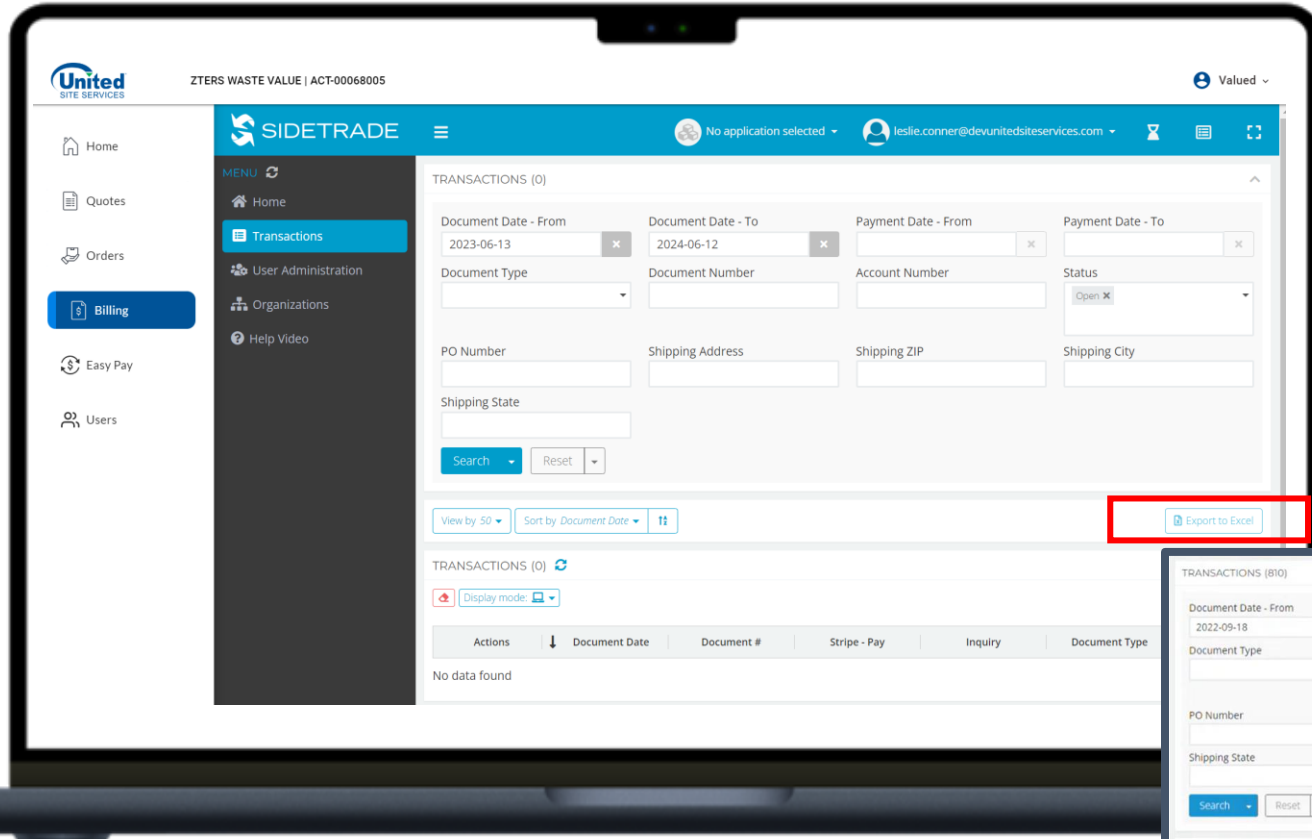 United
SITE SERVICES
ZTERS WASTE VALUE | ACT-00068005
Valued
Home
Quotes
Orders
Billing
Easy Pay
Users
SIDETRADE
No application selected
leslie.conner@devunitedsiteservices.com
MENU
Home
Transactions
User Administration
Organizations
Help Video
TRANSACTIONS (0)
Document Date - From Document Date - To Payment Date - From Payment Date - To
2023-06-13 2024-06-12
Document Type Document Number Account Number Status
Open
PO Number Shipping Address Shipping ZIP Shipping City
Shipping State
Search Reset
View by 50 Sort by Document Date Export to Excel
TRANSACTIONS (0)
Display mode:
Actions Document Date Document # Stripe - Pay Inquiry Document Type
No data found
TRANSACTIONS (810)
Document Date - From
2022-09-18
Document Type
PO Number
Shipping State
Search Reset